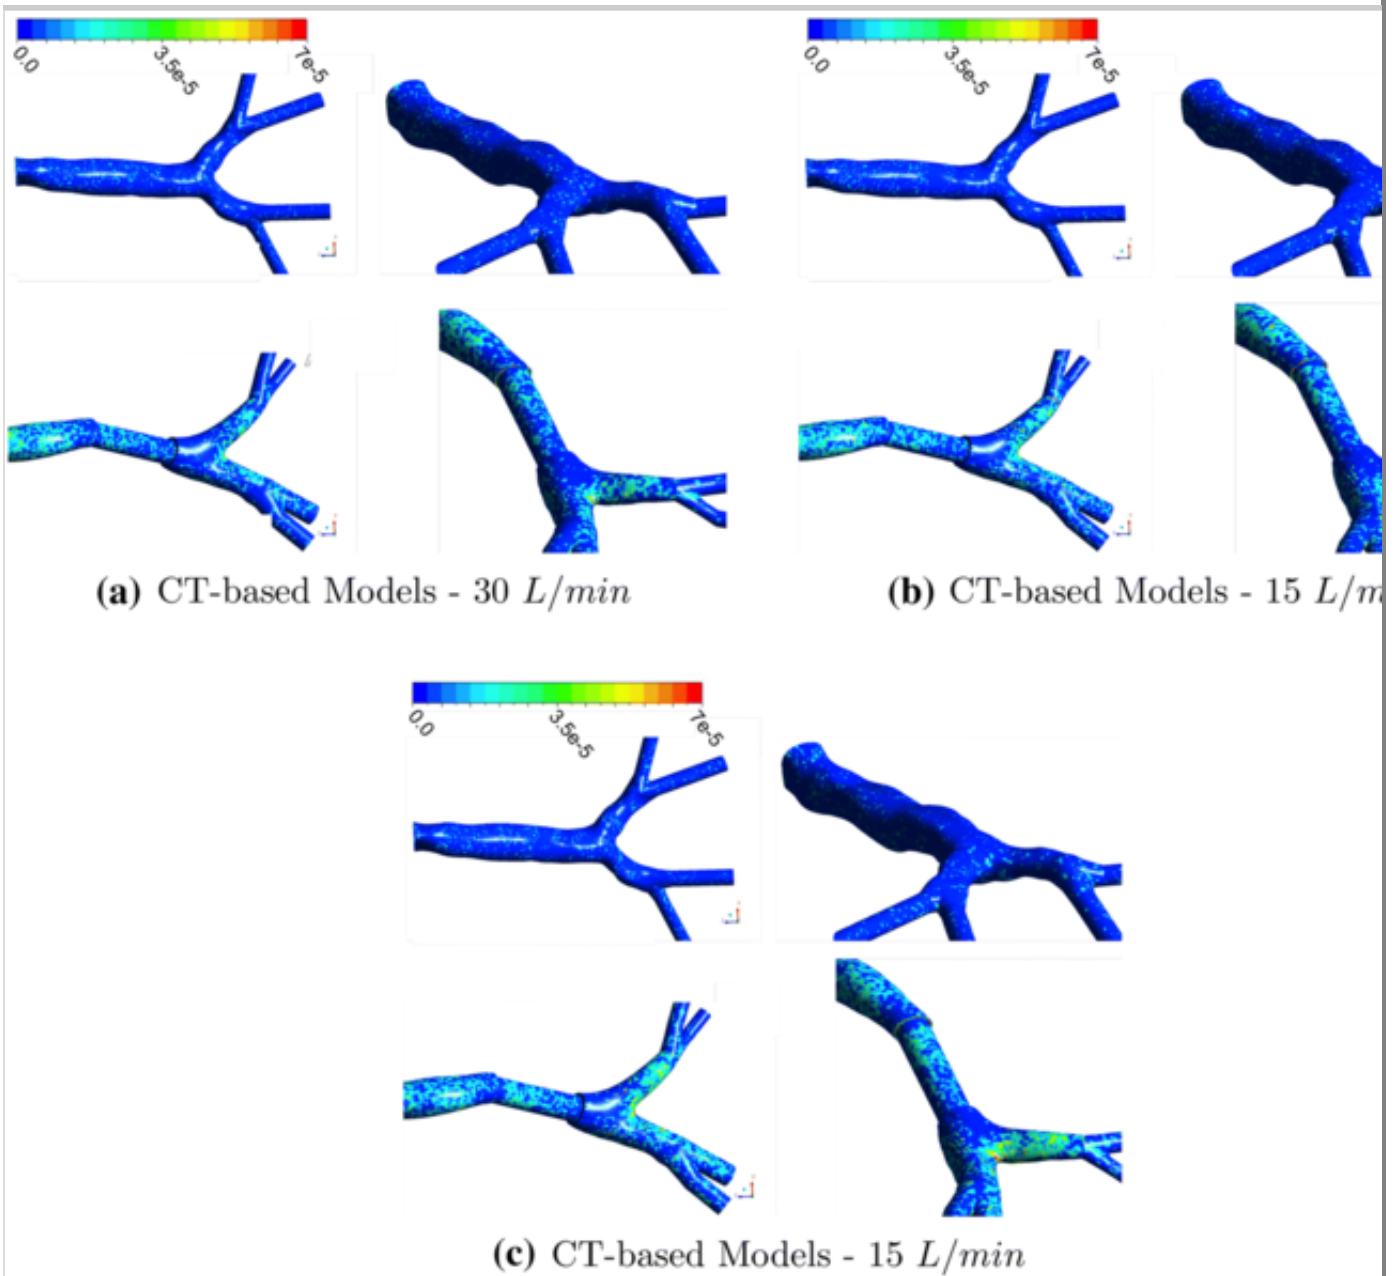 0.0 3.5e-5 7e-5
0.0 3.5e-5 7e-5
(a) CT-based Models - 30 L/min
(b) CT-based Models - 15 L/m
0.0 3.5e-5 7e-5
(c) CT-based Models - 15 L/min